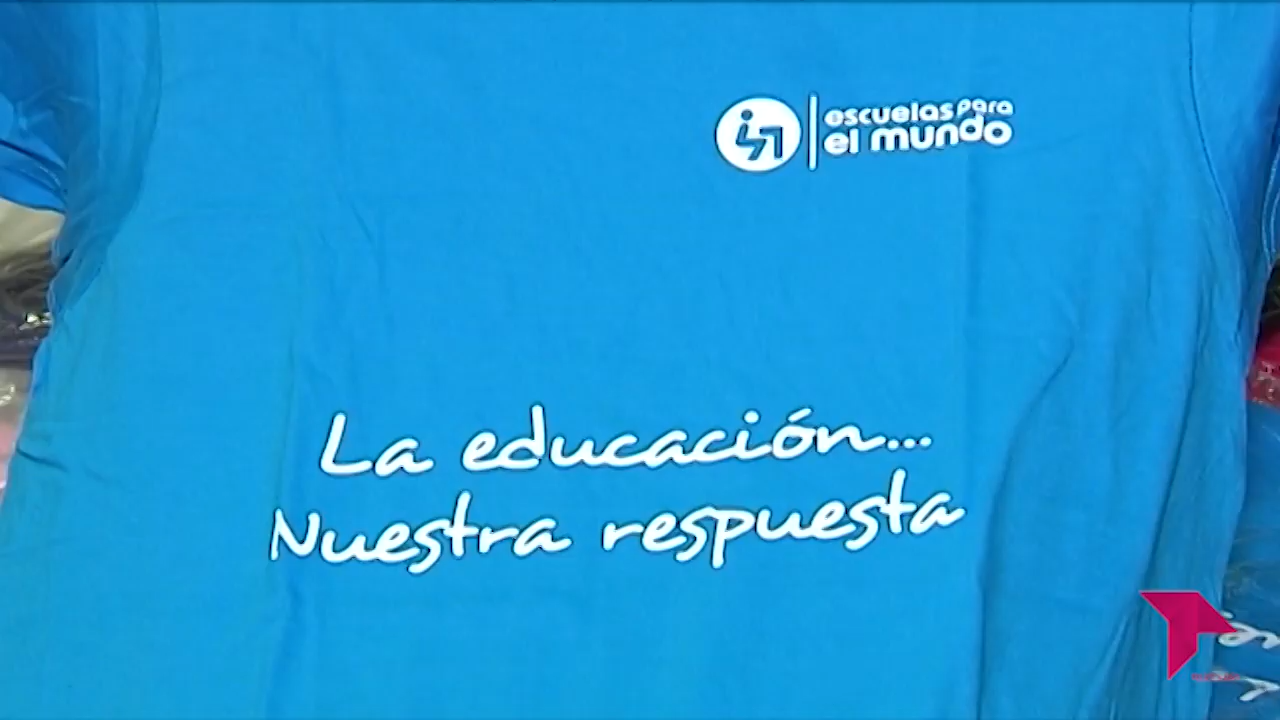 escuelas para
el mundo
La educación...
Nuestra respuesta